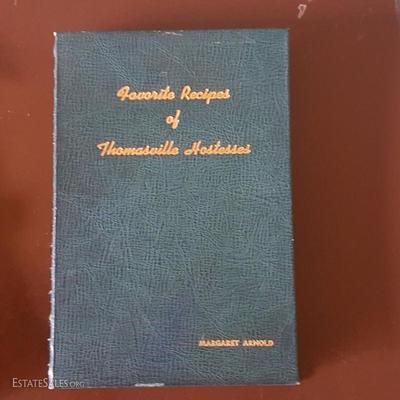 Favorite Recipes
of
Thomasville Hostesses
MARGARET ARNOLD
ESTATESALES.ORG